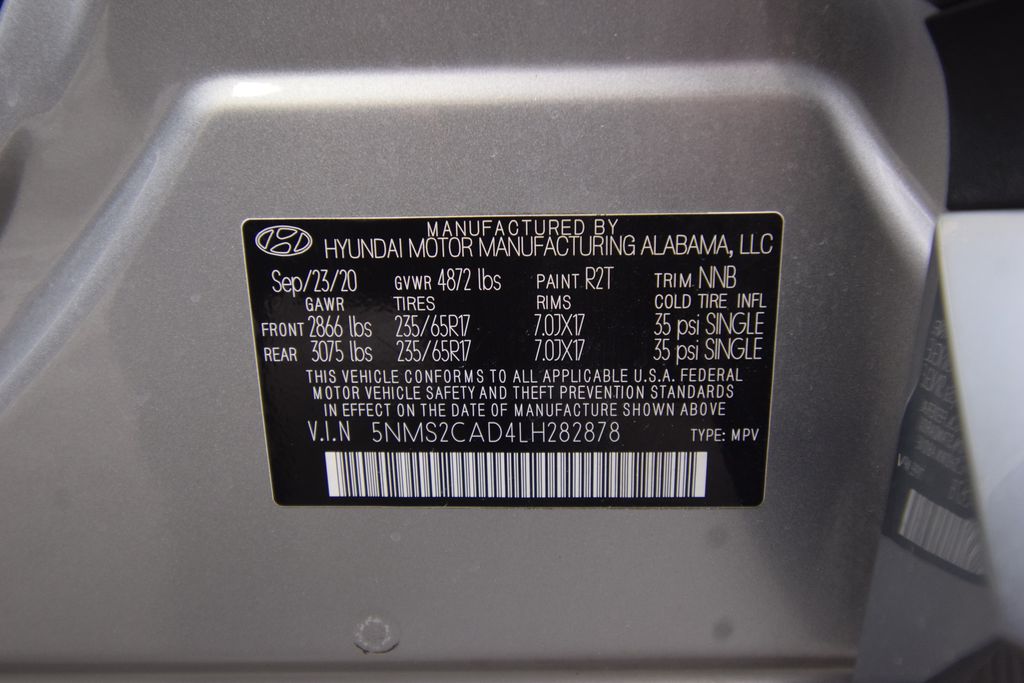 MANUFACTURED BY
HYUNDAI MOTOR MANUFACTURING ALABAMA, LLC
Sep/23/20 GVWR 4872 lbs PAINT R2T TRIM NNB
GAWR TIRES RIMS COLD TIRE INFL
FRONT 2866 lbs 235/65R17 7.0JX17 35 psi SINGLE
REAR 3075 lbs 235/65R17 7.0JX17 35 psi SINGLE
THIS VEHICLE CONFORMS TO ALL APPLICABLE U.S.A. FEDERAL
MOTOR VEHICLE SAFETY AND THEFT PREVENTION STANDARDS
IN EFFECT ON THE DATE OF MANUFACTURE SHOWN ABOVE
V.I.N 5NMS2CAD4LH282878 TYPE: MPV